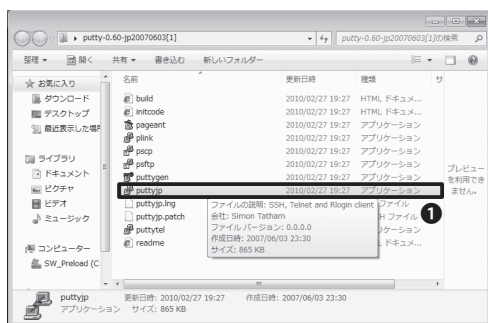 putty-0.60-jp20070603[1]
putty-0.60-jp20070603[1]の検索
整理 開く 共有 書き込む 新しいフォルダー
お気に入り
ダウンロード
デスクトップ
最近表示した場所
ライブラリ
ドキュメント
ピクチャ
ビデオ
ミュージック
コンピューター
SW_Preload (C
名前 更新日時 種類 サ
build 2010/02/27 19:27 HTML ドキュメ...
initcode 2010/02/27 19:27 HTML ドキュメ...
pageant 2010/02/27 19:27 アプリケーション
plink 2010/02/27 19:27 アプリケーション
pscp 2010/02/27 19:27 アプリケーション
psftp 2010/02/27 19:27 アプリケーション
puttygen 2010/02/27 19:27 アプリケーション
puttyjp 2010/02/27 19:27 アプリケーション
puttyjp.lng ファイル
puttyjp.patch H ファイル
puttytel リケーション
readme L ドキュメ...
ファイルの説明: SSH, Telnet and Rlogin client
会社: Simon Tatham
ファイル バージョン: 0.0.0.0
作成日時: 2007/06/03 23:30
サイズ: 865 KB
1
プレビュー
を利用でき
ません。
puttyjp 更新日時: 2010/02/27 19:27 作成日時: 2007/06/03 23:30
アプリケーション サイズ: 865 KB